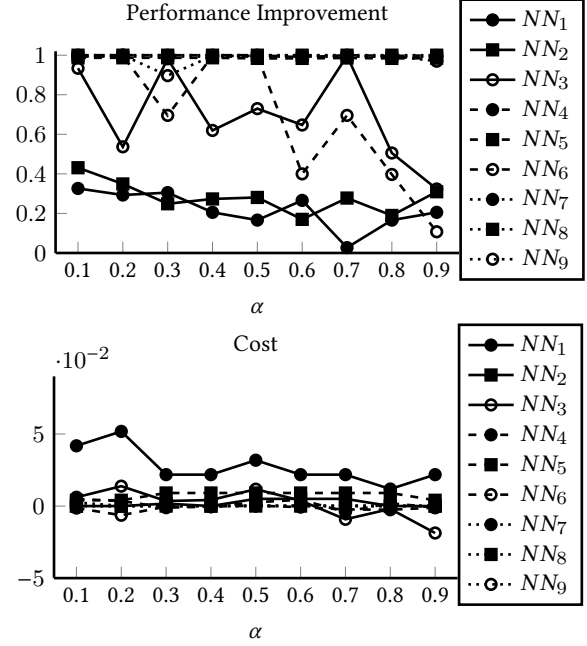 Performance Improvement
1
0.8
0.6
0.4
0.2
0
0.1 0.2 0.3 0.4 0.5 0.6 0.7 0.8 0.9
α
NN₁
NN₂
NN₃
NN₄
NN₅
NN₆
NN₇
NN₈
NN₉
Cost
·10⁻²
5
0
−5
0.1 0.2 0.3 0.4 0.5 0.6 0.7 0.8 0.9
α
NN₁
NN₂
NN₃
NN₄
NN₅
NN₆
NN₇
NN₈
NN₉